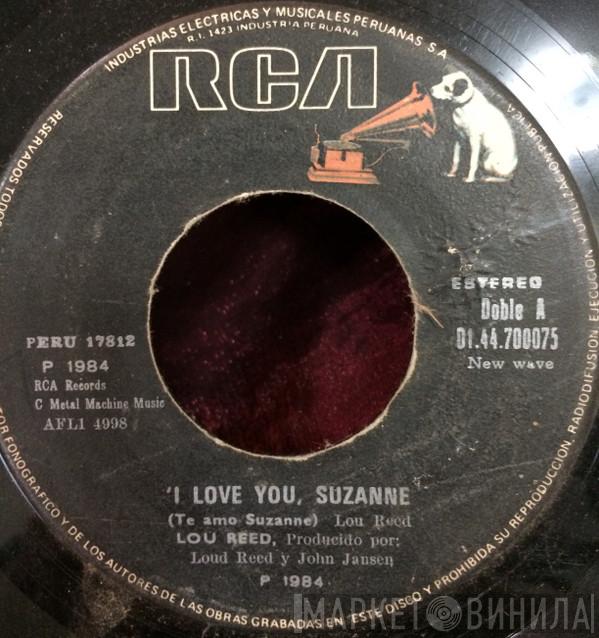 INDUSTRIAS ELECTRICAS Y MUSICALES PERUANAS S.A.
R.I. 1423 INDUSTRIA PERUANA
RCA
ESTEREO
Doble A
01.44.700075
New wave
PERU 17812
P 1984
RCA Records
C Metal Machine Music
AFL1 4998
'I LOVE YOU, SUZANNE
(Te amo Suzanne) Lou Reed
LOU REED, Producido por:
Loud Reed y John Jansen
P 1984
RESERVADOS TODOS
TOR FONOGRAFICO Y DE LOS AUTORES DE LAS OBRAS GRABADAS EN ESTE DISCO Y PROHIBIDA SU REPRODUCCION, RADIODIFUSION EJECUCION Y UTILIZACION PUBLICA
МАРКЕТ ВИНИЛА